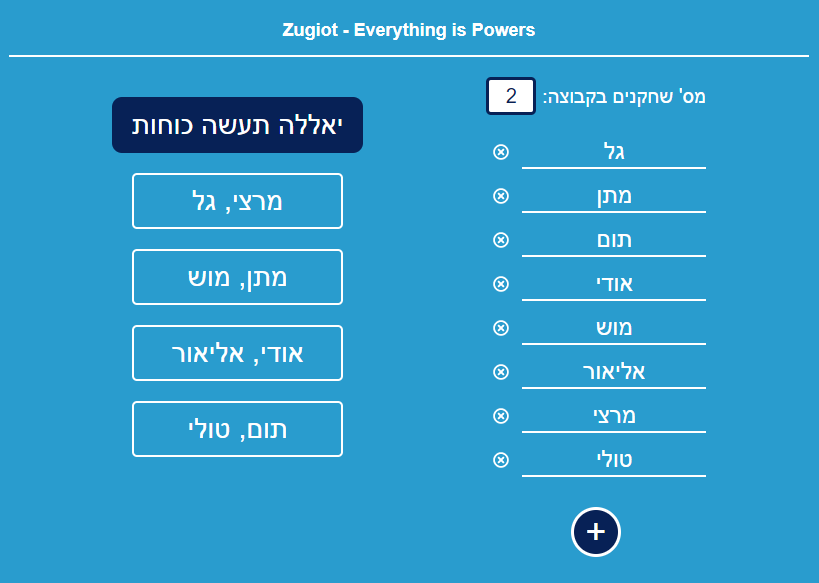 Zugiot - Everything is Powers
מס' שחקנים בקבוצה: 2
גל
מתן
תום
אודי
מוש
אליאור
מרצי
טולי
+
יאללה תעשה כוחות
מרצי, גל
מתן, מוש
אודי, אליאור
תום, טולי